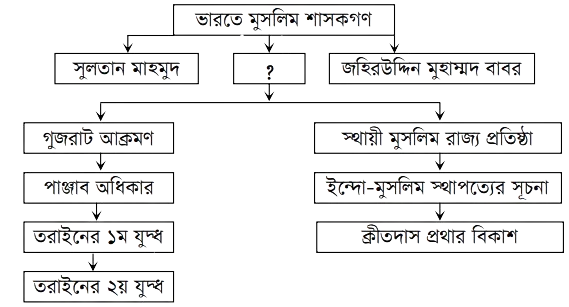 ভারতে মুসলিম শাসকগণ
সুলতান মাহমুদ
?
জহিরউদ্দিন মুহাম্মদ বাবর
গুজরাট আক্রমণ
স্থায়ী মুসলিম রাজ্য প্রতিষ্ঠা
পাঞ্জাব অধিকার
ইন্দো-মুসলিম স্থাপত্যের সূচনা
তরাইনের ১ম যুদ্ধ
ক্রীতদাস প্রথার বিকাশ
তরাইনের ২য় যুদ্ধ